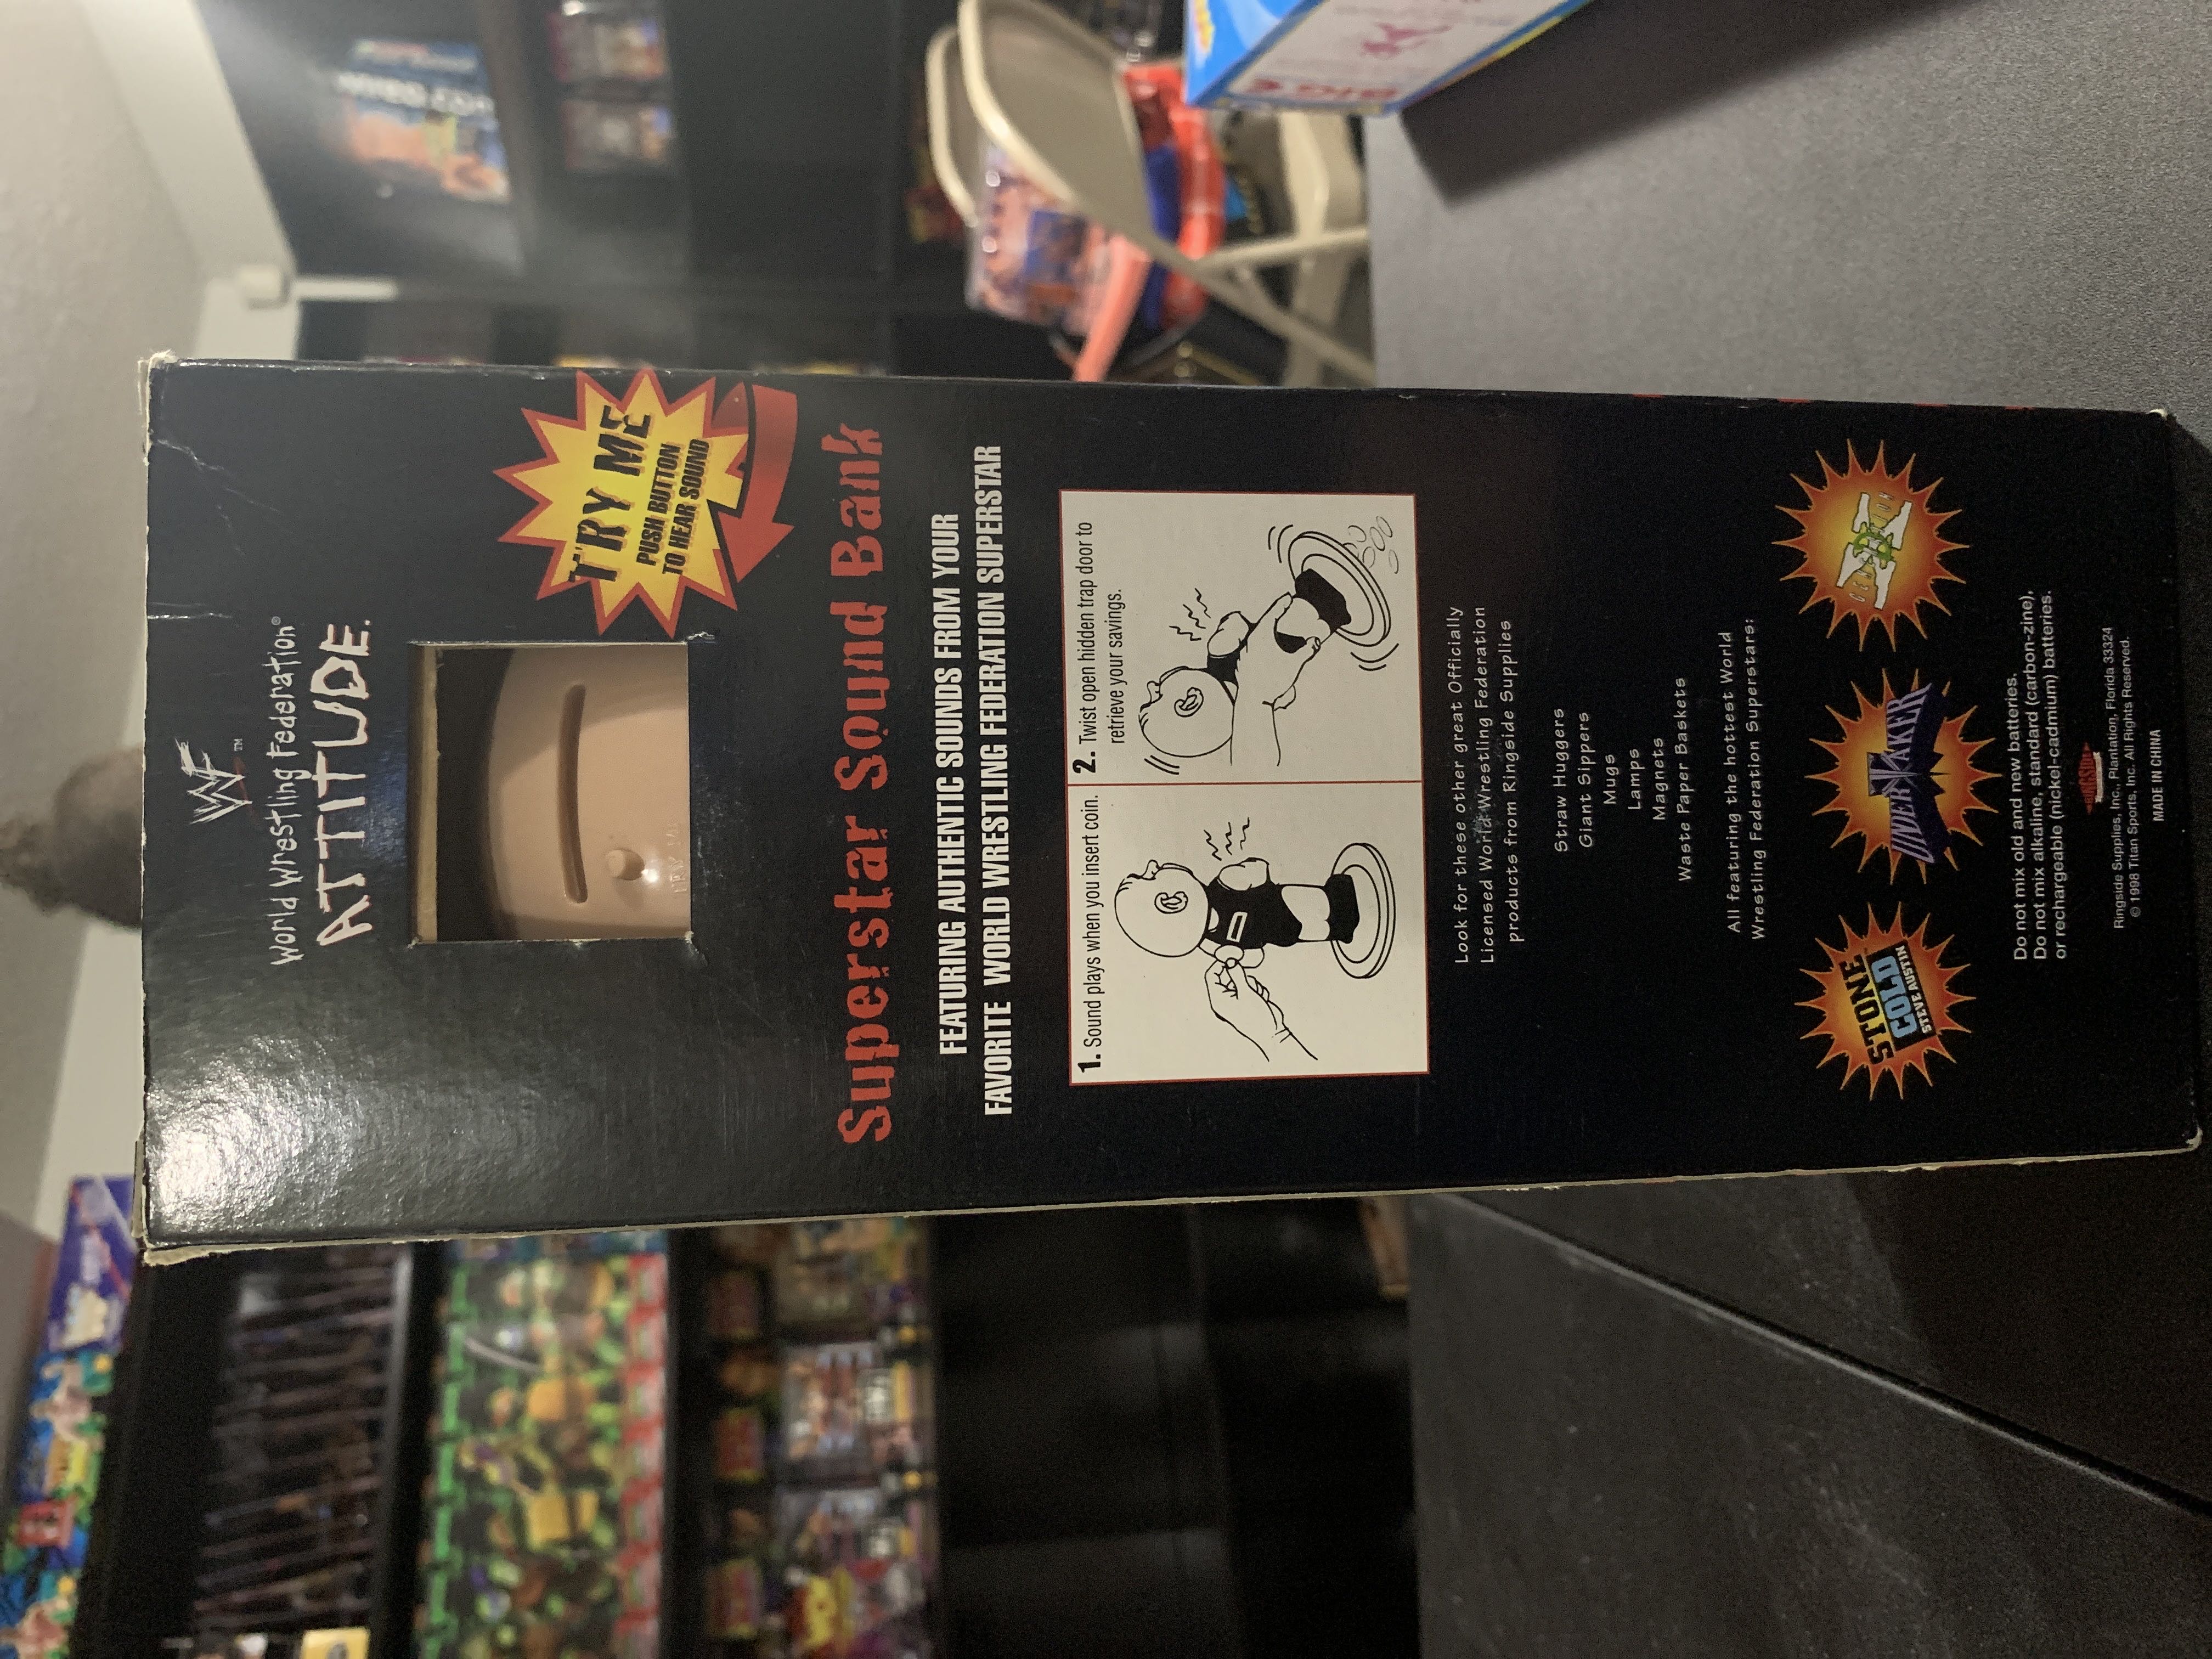 WF™
World Wrestling Federation®
ATTITUDE.
TRY ME
PUSH BUTTON
TO HEAR SOUND
Superstar Sound Bank
FEATURING AUTHENTIC SOUNDS FROM YOUR
FAVORITE WORLD WRESTLING FEDERATION SUPERSTAR
1. Sound plays when you insert coin.
2. Twist open hidden trap door to
retrieve your savings.
Look for these other great Officially
Licensed World Wrestling Federation
products from Ringside Supplies
Straw Huggers
Giant Sippers
Mugs
Lamps
Magnets
Waste Paper Baskets
All featuring the hottest World
Wrestling Federation Superstars:
STONE
COLD
STEVE AUSTIN
UNDERTAKER
Do not mix old and new batteries.
Do not mix alkaline, standard (carbon-zine),
or rechargeable (nickel-cadmium) batteries.
RINGSIDE
Ringside Supplies, Inc., Plantation, Florida 33324
© 1998 Titan Sports, Inc. All Rights Reserved.
MADE IN CHINA